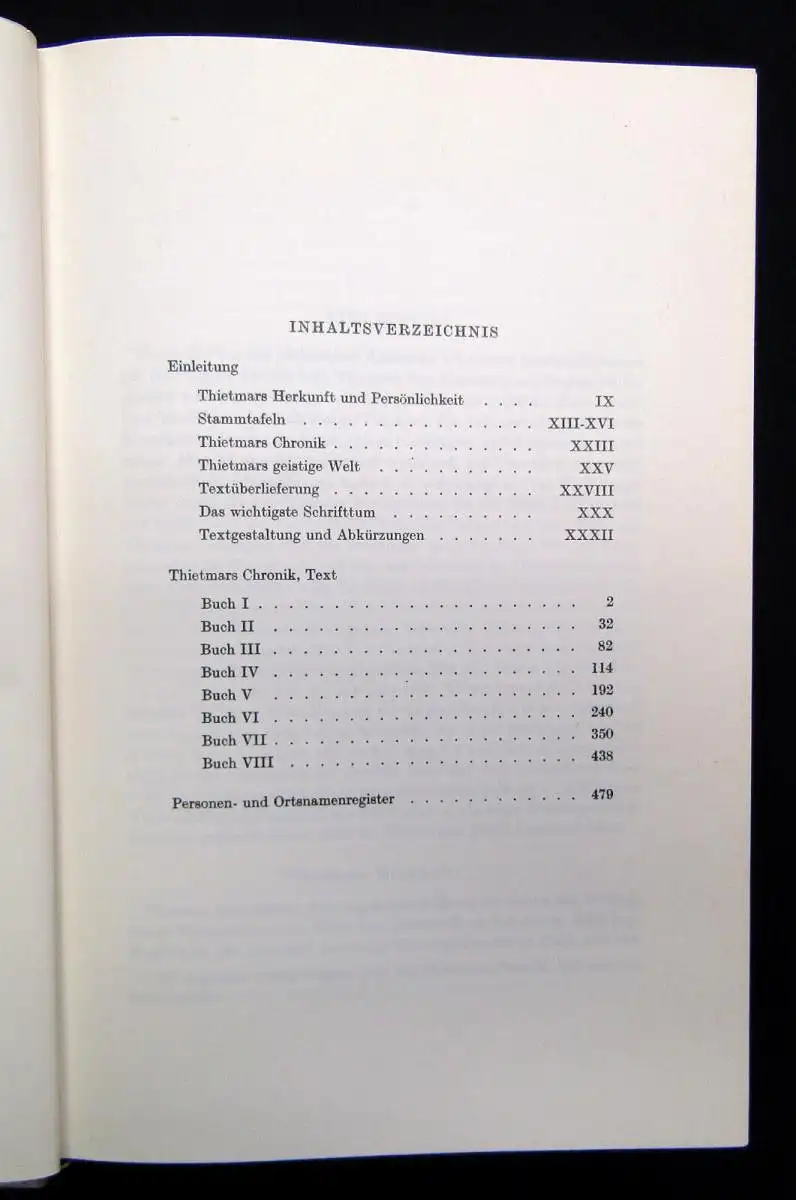 INHALTSVERZEICHNIS
Einleitung
Thietmars Herkunft und Persönlichkeit . . . . IX
Stammtafeln . . . . . . . . . . . . . . . . XIII-XVI
Thietmars Chronik . . . . . . . . . . . . . . XXIII
Thietmars geistige Welt . . . . . . . . . . . XXV
Textüberlieferung . . . . . . . . . . . . . . XXVIII
Das wichtigste Schrifttum . . . . . . . . . . XXX
Textgestaltung und Abkürzungen . . . . . . . XXXII
Thietmars Chronik, Text
Buch I . . . . . . . . . . . . . . . . . . . . . . 2
Buch II . . . . . . . . . . . . . . . . . . . . . 32
Buch III . . . . . . . . . . . . . . . . . . . . . 82
Buch IV . . . . . . . . . . . . . . . . . . . . . 114
Buch V . . . . . . . . . . . . . . . . . . . . . 192
Buch VI . . . . . . . . . . . . . . . . . . . . . 240
Buch VII . . . . . . . . . . . . . . . . . . . . . 350
Buch VIII . . . . . . . . . . . . . . . . . . . . 438
Personen- und Ortsnamenregister . . . . . . . . . . . . 479